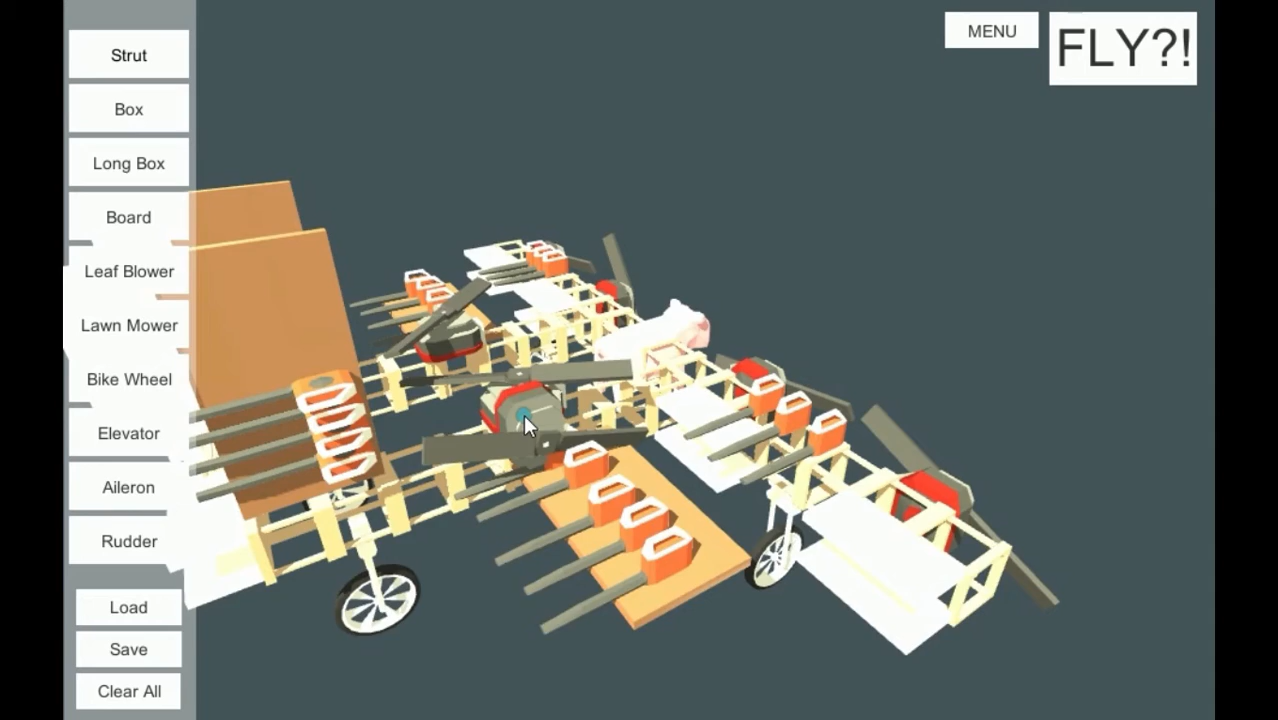 Strut
Box
Long Box
Board
Leaf Blower
Lawn Mower
Bike Wheel
Elevator
Aileron
Rudder
Load
Save
Clear All
MENU
FLY?!